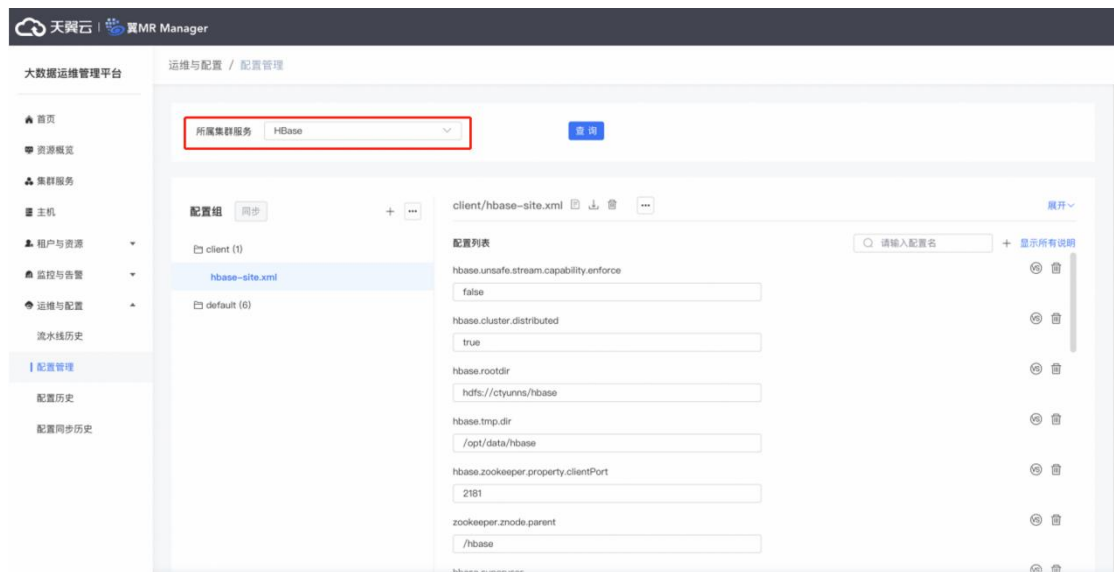 天翼云 翼MR Manager
大数据运维管理平台
运维与配置 / 配置管理
首页
资源概览
集群服务
主机
租户与资源
监控与告警
运维与配置
流水线历史
配置管理
配置历史
配置同步历史
所属集群服务 HBase 查询
配置组 同步
client (1)
hbase-site.xml
default (6)
client/hbase-site.xml 展开
配置列表 请输入配置名 显示所有说明
hbase.unsafe.stream.capability.enforce
false
hbase.cluster.distributed
true
hbase.rootdir
hdfs://ctyunns/hbase
hbase.tmp.dir
/opt/data/hbase
hbase.zookeeper.property.clientPort
2181
zookeeper.znode.parent
/hbase